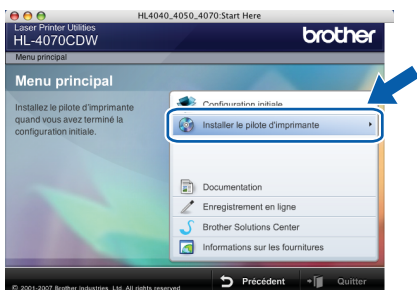 HL4040_4050_4070:Start Here
Laser Printer Utilities
HL-4070CDW
brother
Menu principal
Menu principal
Installez le pilote d'imprimante
quand vous avez terminé la
configuration initiale.
Configuration initiale
Installer le pilote d'imprimante
Documentation
Enregistrement en ligne
Brother Solutions Center
Informations sur les fournitures
© 2001-2007 Brother Industries, Ltd. All rights reserved
Précédent
Quitter